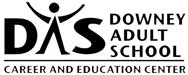 DAS DOWNEY
ADULT
SCHOOL
CAREER AND EDUCATION CENTER